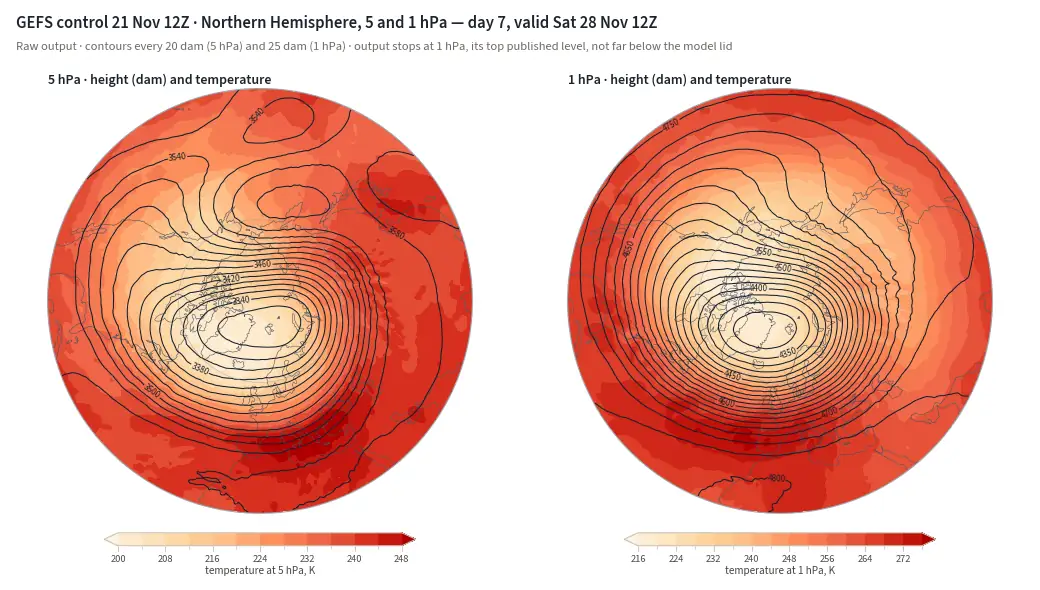 GEFS control 21 Nov 12Z · Northern Hemisphere, 5 and 1 hPa — day 7, valid Sat 28 Nov 12Z
Raw output · contours every 20 dam (5 hPa) and 25 dam (1 hPa) · output stops at 1 hPa, its top published level, not far below the model lid
5 hPa · height (dam) and temperature
1 hPa · height (dam) and temperature
3540
3540
3580
3460
3420
3340
3380
3500
4750
4650
4550
4500
4400
4350
4450
4600
4700
4800
200 208 216 224 232 240 248
temperature at 5 hPa, K
216 224 232 240 248 256 264 272
temperature at 1 hPa, K